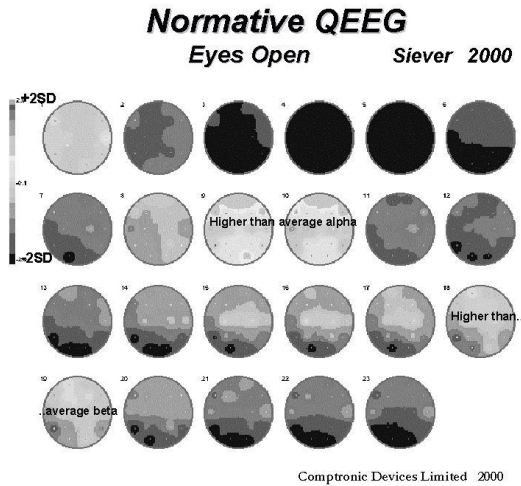 Normative QEEG
Eyes Open
Siever 2000
+2SD
1 2 3 4 5 6
7 8 9 10 11 12
Higher than average alpha
-2SD
13 14 15 16 17 18
Higher than..
19 20 21 22 23
..average beta
Comptronic Devices Limited 2000